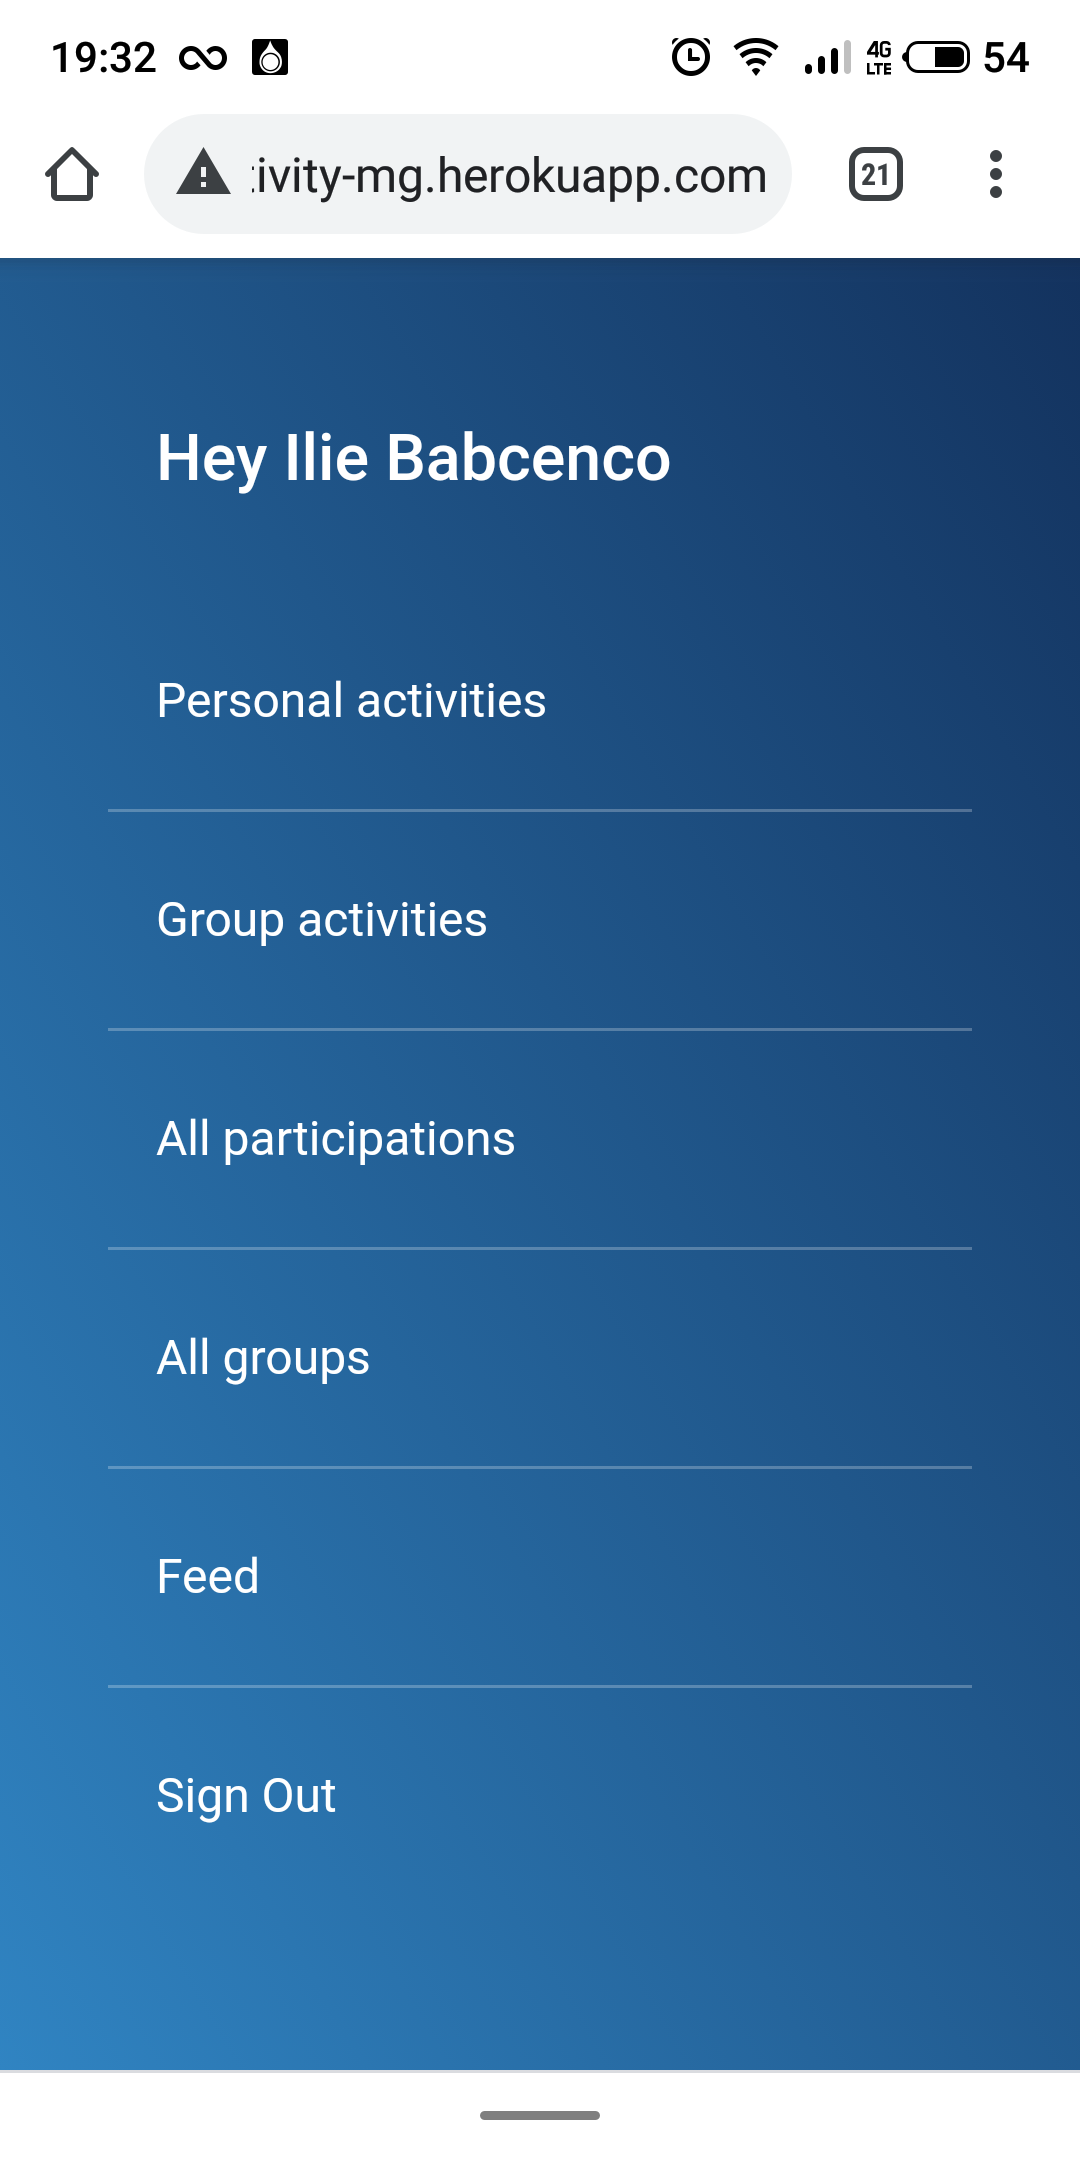 19:32 4G LTE 54
ivity-mg.herokuapp.com 21
Hey Ilie Babcenco
Personal activities
Group activities
All participations
All groups
Feed
Sign Out